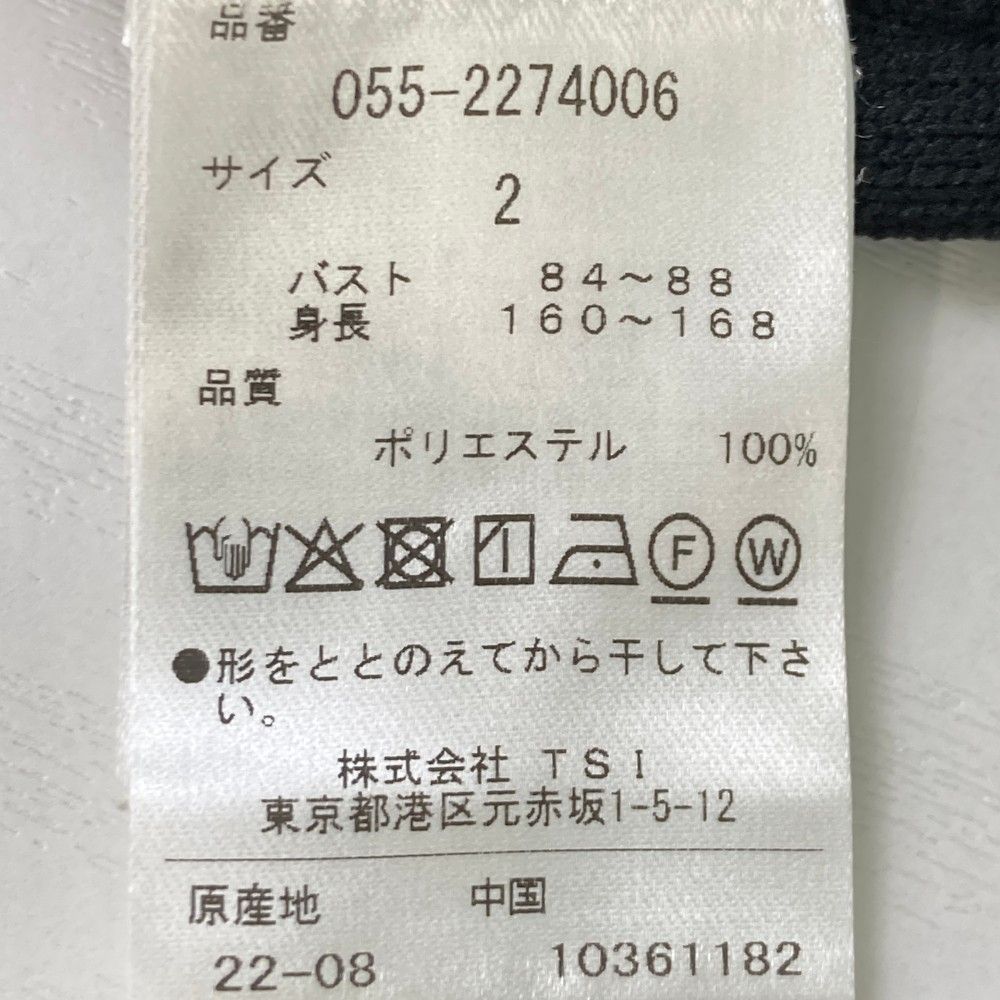 品番
055-2274006
サイズ
2
バスト 84～88
身長 160～168
品質
ポリエステル 100%
F W
●形をととのえてから干して下さ
い。
株式会社 TSI
東京都港区元赤坂1-5-12
原産地 中国
22-08 10361182